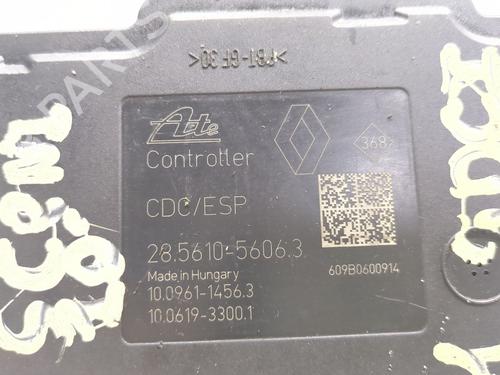 >PBT-GF30<
Ate
368
Controller
CDC/ESP
28.5610-5606.3
Made in Hungary
609B0600914
10.0961-1456.3
10.0619-3300.1